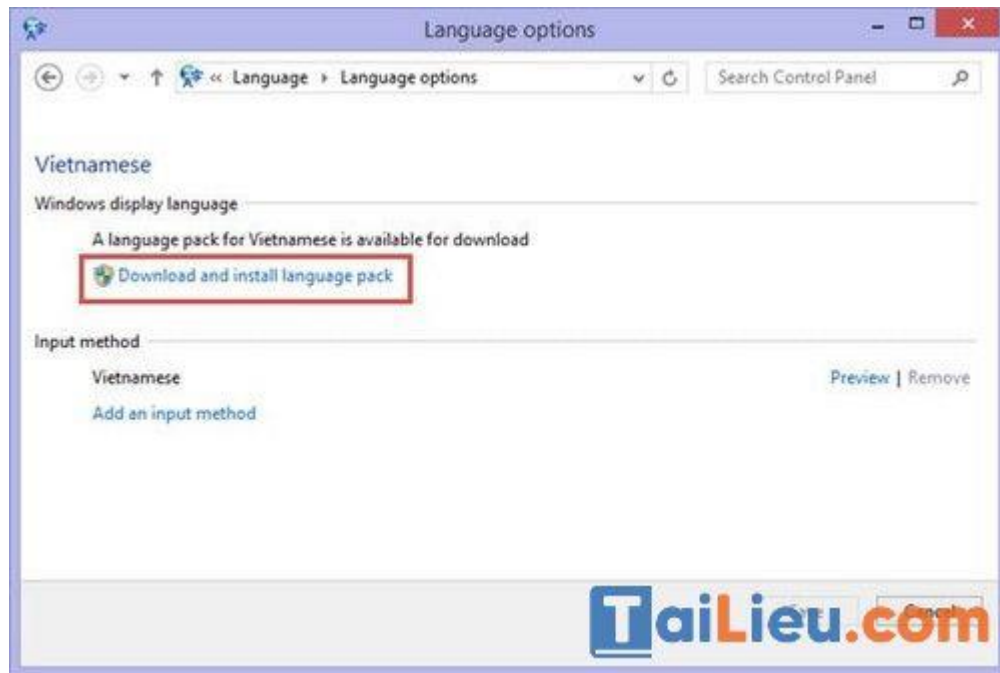 Language options
« Language ▸ Language options
Search Control Panel
Vietnamese
Windows display language
A language pack for Vietnamese is available for download
Download and install language pack
Input method
Vietnamese
Preview | Remove
Add an input method
Cancel
TaiLieu.com